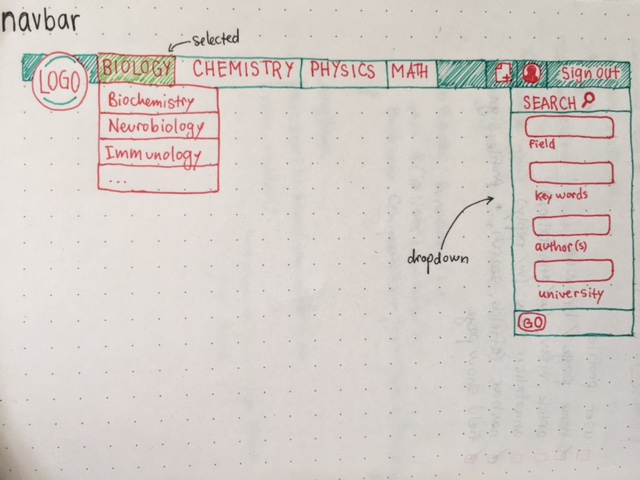 navbar
selected
LOGO
BIOLOGY CHEMISTRY PHYSICS MATH Sign out
Biochemistry
Neurobiology
Immunology
...
SEARCH
field
key words
author(s)
university
GO
dropdown